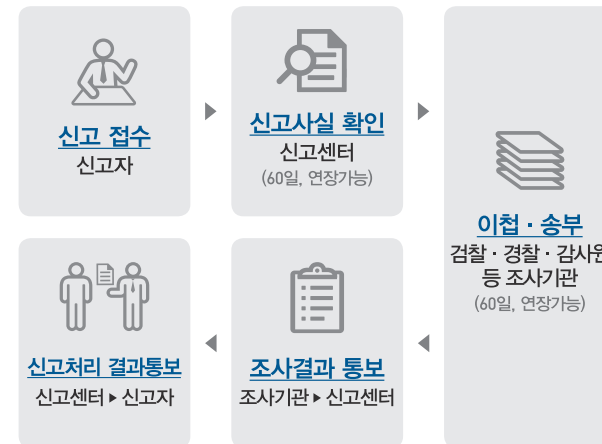 신고 접수
신고자
신고사실 확인
신고센터
(60일, 연장가능)
이첩 · 송부
검찰 · 경찰 · 감사원
등 조사기관
(60일, 연장가능)
조사결과 통보
조사기관 ▸ 신고센터
신고처리 결과통보
신고센터 ▸ 신고자